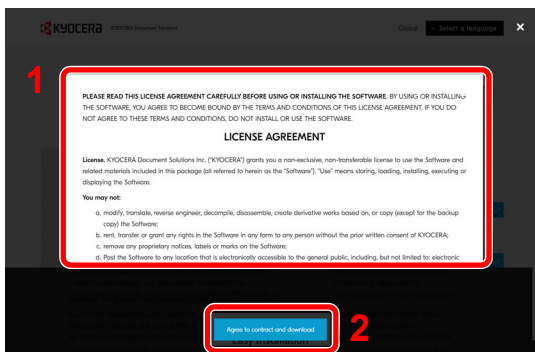 KYOCERA
KYOCERA Document Solutions
Global
Select a language
×
1
PLEASE READ THIS LICENSE AGREEMENT CAREFULLY BEFORE USING OR INSTALLING THE SOFTWARE. BY USING OR INSTALLING
THE SOFTWARE, YOU AGREE TO BECOME BOUND BY THE TERMS AND CONDITIONS OF THIS LICENSE AGREEMENT. IF YOU DO
NOT AGREE TO THESE TERMS AND CONDITIONS, DO NOT INSTALL OR USE THE SOFTWARE.
LICENSE AGREEMENT
License. KYOCERA Document Solutions Inc. ("KYOCERA") grants you a non-exclusive, non-transferable license to use the Software and
related materials included in this package (all referred to herein as the "Software"). "Use" means storing, loading, installing, executing or
displaying the Software.
You may not:
a. modify, translate, reverse engineer, decompile, disassemble, create derivative works based on, or copy (except for the backup
copy) the Software;
b. rent, transfer or grant any rights in the Software in any form to any person without the prior written consent of KYOCERA;
c. remove any proprietary notices, labels or marks on the Software;
d. Post the Software to any location that is electronically accessible to the general public, including, but not limited to: electronic
Agree to contract and download
2
Easy Installation